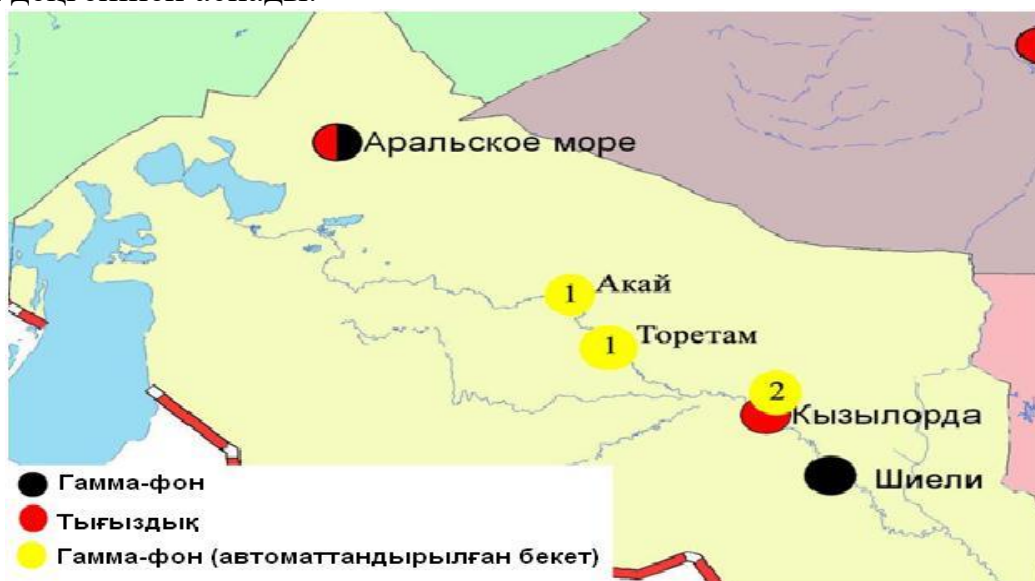 Аральское море
1 Акай
1 Торетам
2
Кызылорда
Шиели
Гамма-фон
Тығыздық
Гамма-фон (автоматтандырылған бекет)